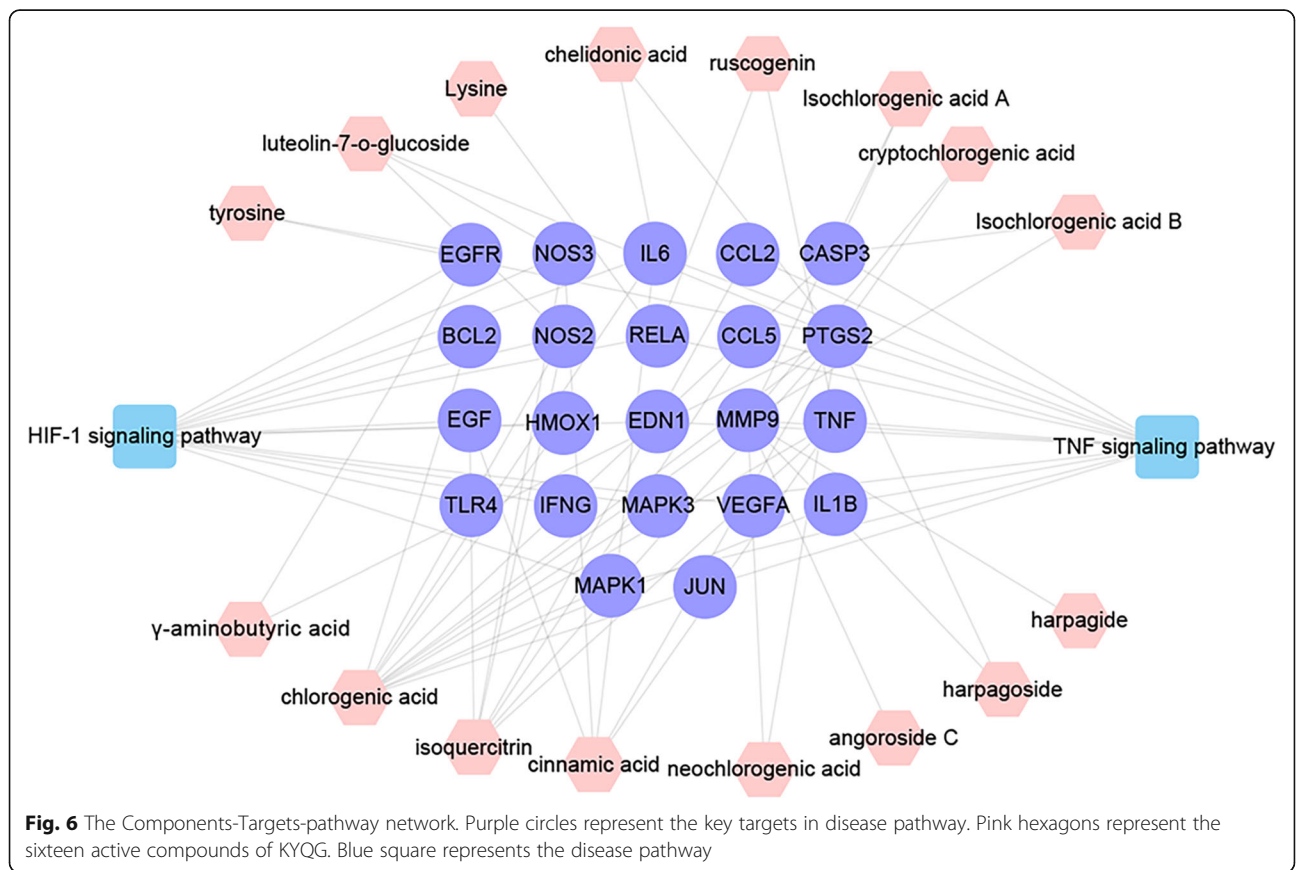 chelidonic acid
ruscogenin
Lysine
Isochlorogenic acid A
luteolin-7-o-glucoside
cryptochlorogenic acid
tyrosine
Isochlorogenic acid B
EGFR NOS3 IL6 CCL2 CASP3
BCL2 NOS2 RELA CCL5 PTGS2
EGF HMOX1 EDN1 MMP9 TNF
HIF-1 signaling pathway
TNF signaling pathway
TLR4 IFNG MAPK3 VEGFA IL1B
MAPK1 JUN
γ-aminobutyric acid
harpagide
chlorogenic acid
harpagoside
isoquercitrin
angoroside C
cinnamic acid
neochlorogenic acid
Fig. 6 The Components-Targets-pathway network. Purple circles represent the key targets in disease pathway. Pink hexagons represent the
sixteen active compounds of KYQG. Blue square represents the disease pathway